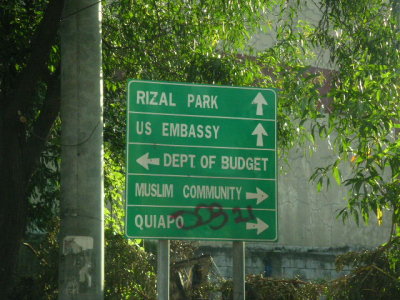 RIZAL PARK
US EMBASSY
DEPT. OF BUDGET
MUSLIM COMMUNITY
QUIAPO